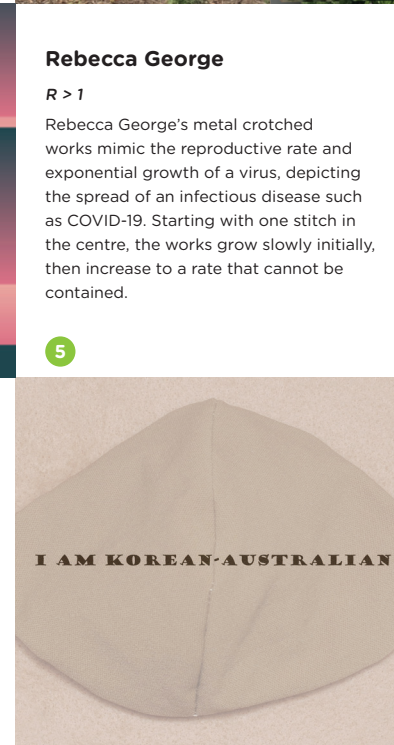 Rebecca George
R > 1
Rebecca George's metal crotched
works mimic the reproductive rate and
exponential growth of a virus, depicting
the spread of an infectious disease such
as COVID-19. Starting with one stitch in
the centre, the works grow slowly initially,
then increase to a rate that cannot be
contained.
5
I AM KOREAN-AUSTRALIAN